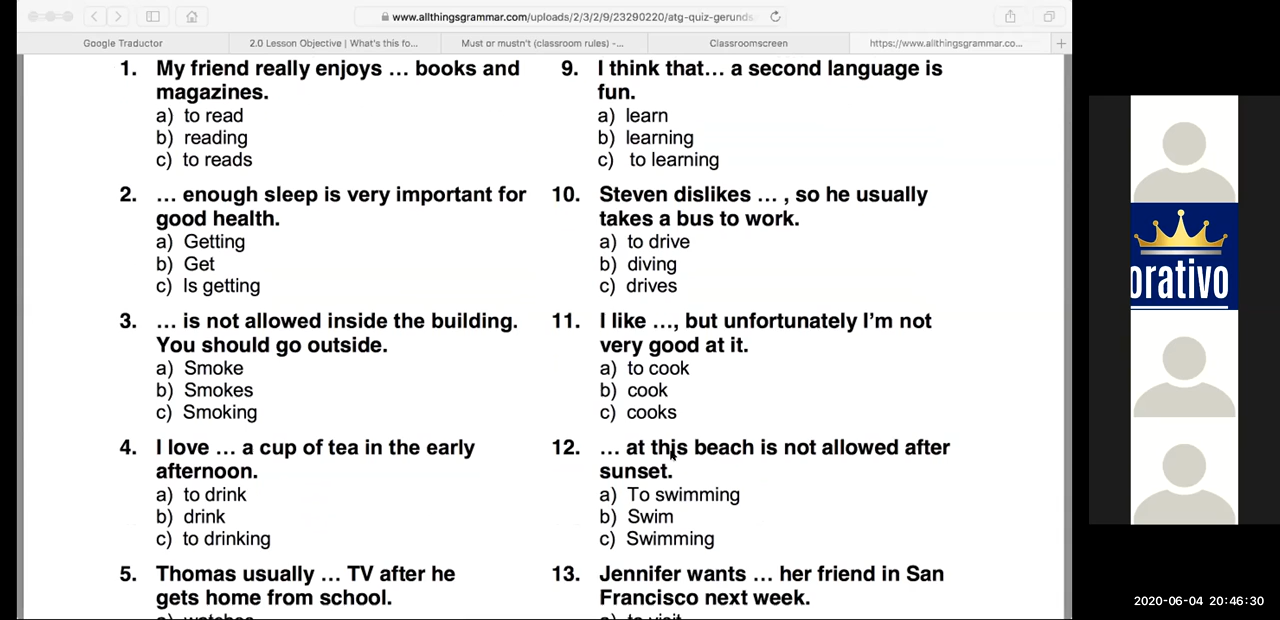 www.allthingsgrammar.com/uploads/2/3/2/9/23290220/atg-quiz-gerunds
Google Traductor
2.0 Lesson Objective | What's this fo...
Must or mustn't (classroom rules) -...
Classroomscreen
https://www.allthingsgrammar.co...
1. My friend really enjoys ... books and
magazines.
a) to read
b) reading
c) to reads
2. ... enough sleep is very important for
good health.
a) Getting
b) Get
c) Is getting
3. ... is not allowed inside the building.
You should go outside.
a) Smoke
b) Smokes
c) Smoking
4. I love ... a cup of tea in the early
afternoon.
a) to drink
b) drink
c) to drinking
5. Thomas usually ... TV after he
gets home from school.
a) watches
9. I think that... a second language is
fun.
a) learn
b) learning
c) to learning
10. Steven dislikes ... , so he usually
takes a bus to work.
a) to drive
b) diving
c) drives
11. I like ..., but unfortunately I'm not
very good at it.
a) to cook
b) cook
c) cooks
12. ... at this beach is not allowed after
sunset.
a) To swimming
b) Swim
c) Swimming
13. Jennifer wants ... her friend in San
Francisco next week.
a) to visit
orativo
2020-06-04 20:46:30